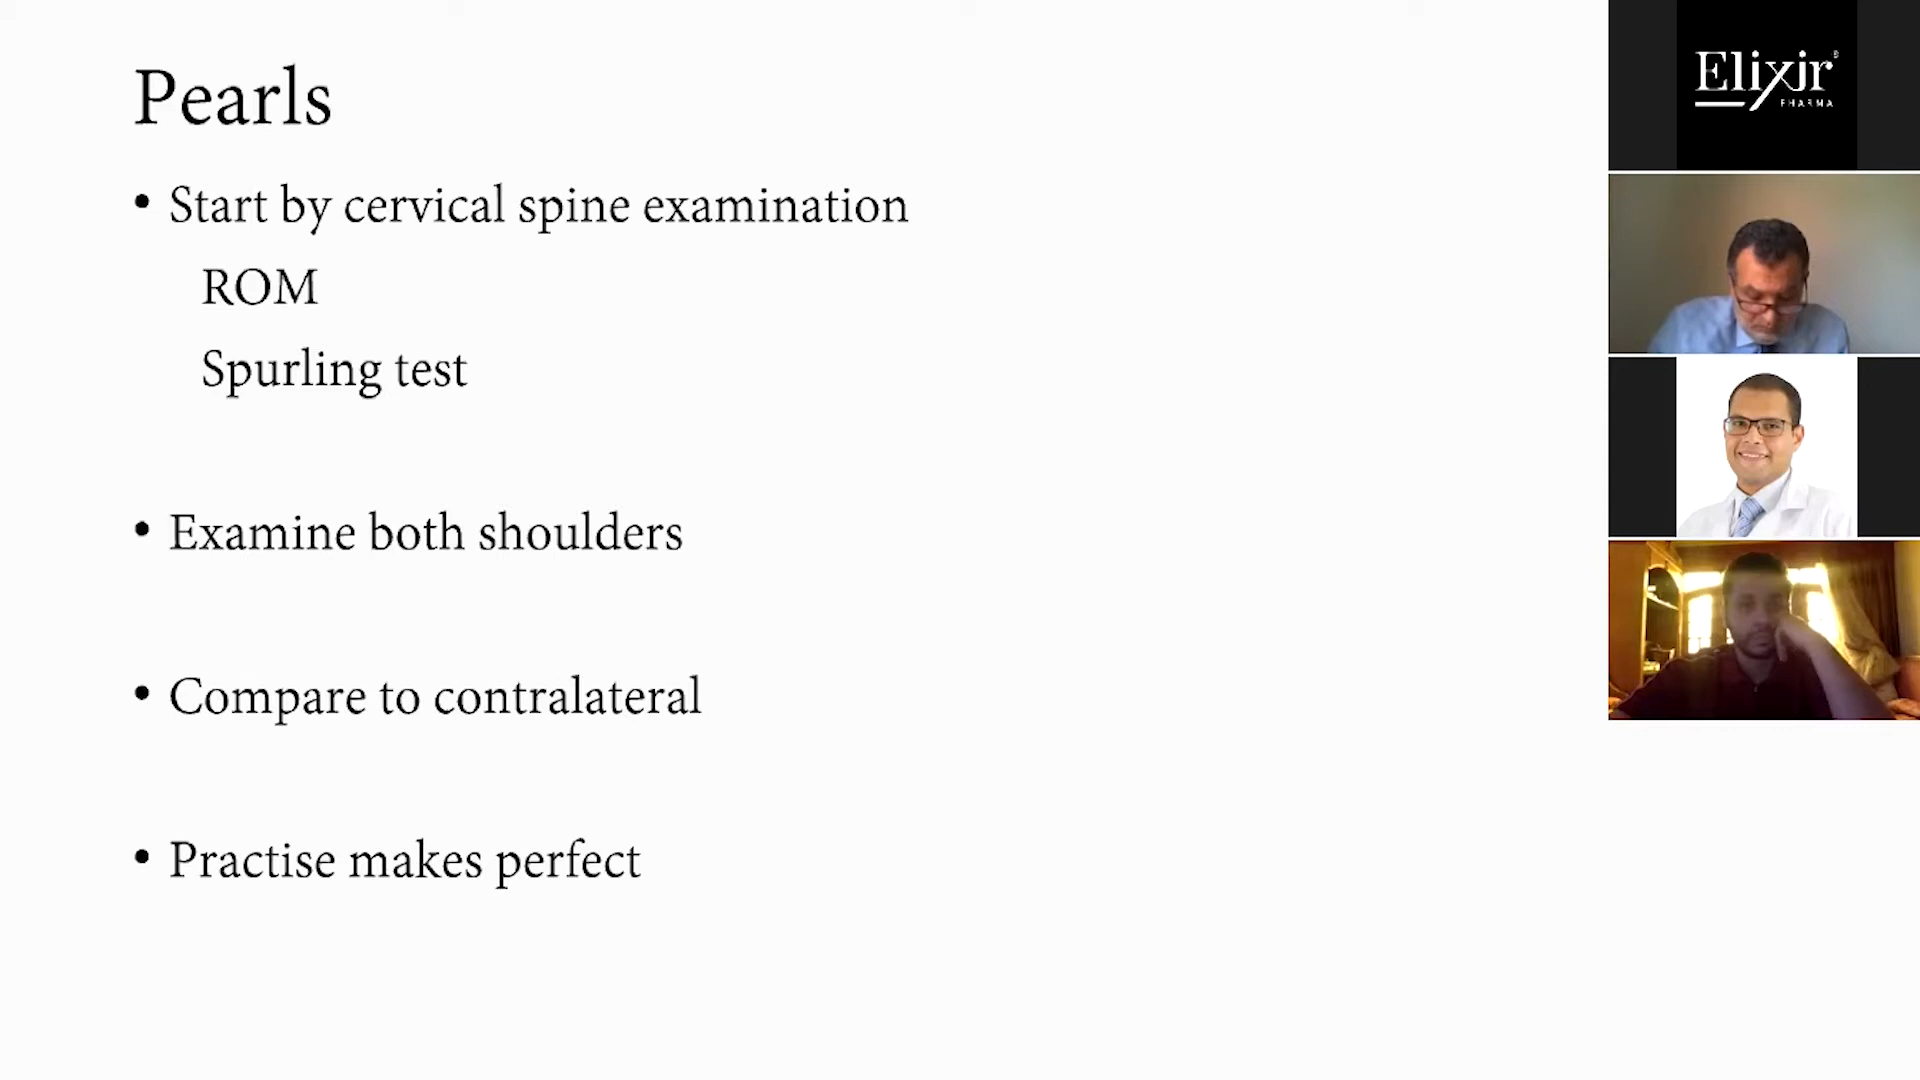 Pearls
• Start by cervical spine examination
ROM
Spurling test
• Examine both shoulders
• Compare to contralateral
• Practise makes perfect
Elixir®
PHARMA